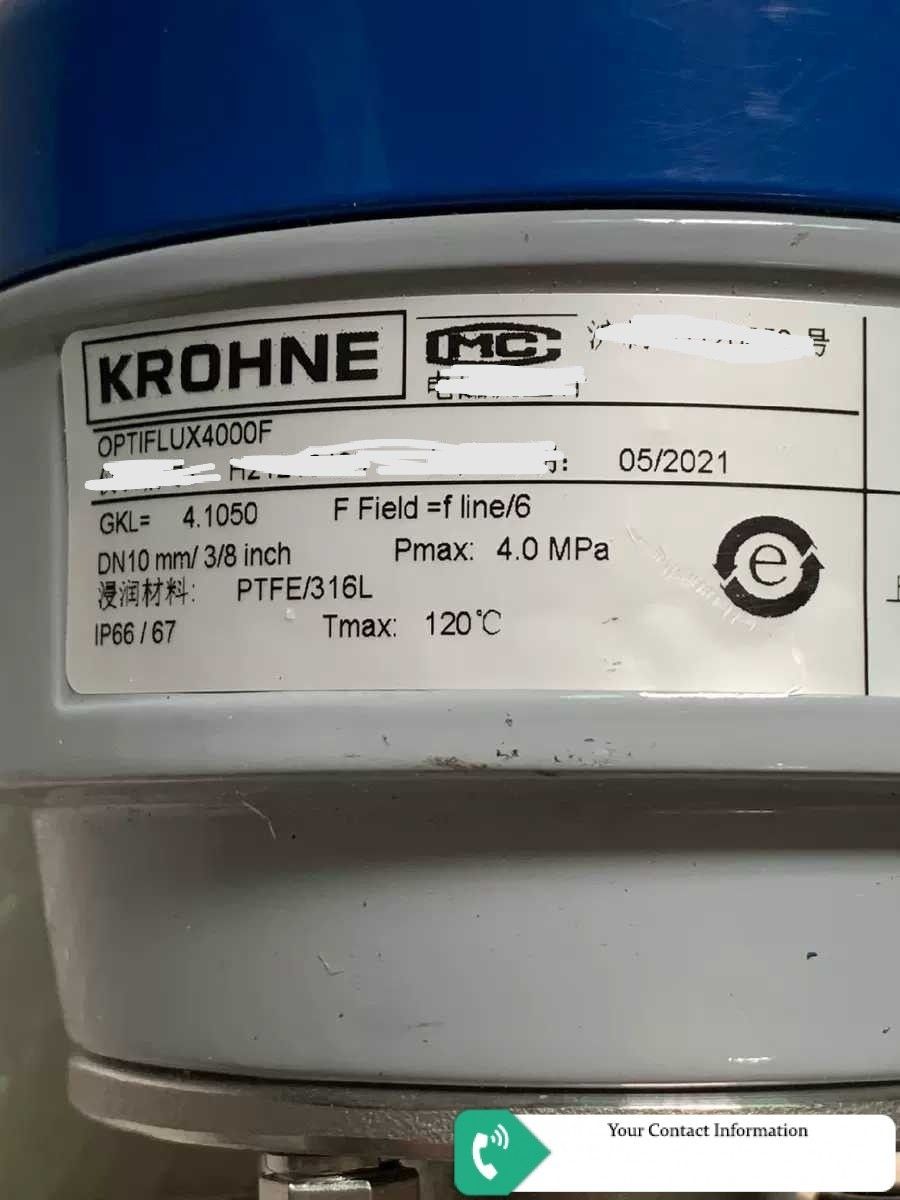 KROHNE
MC
号
OPTIFLUX4000F
05/2021
GKL= 4.1050 F Field =f line/6
DN10 mm/ 3/8 inch Pmax: 4.0 MPa
e
浸润材料: PTFE/316L
IP66 / 67 Tmax: 120℃
Your Contact Information